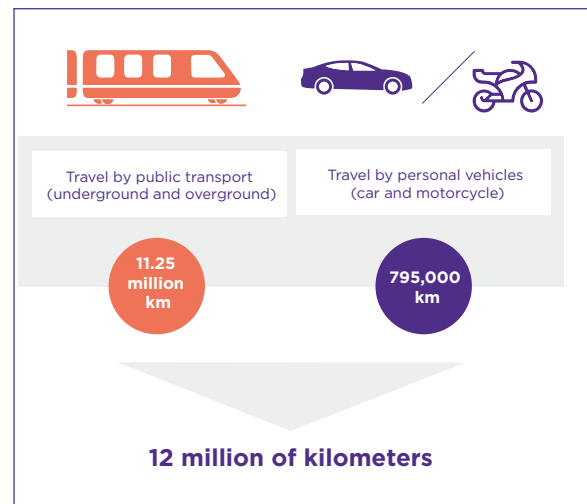 Travel by public transport
(underground and overground)
Travel by personal vehicles
(car and motorcycle)
11.25
million
km
795,000
km
12 million of kilometers